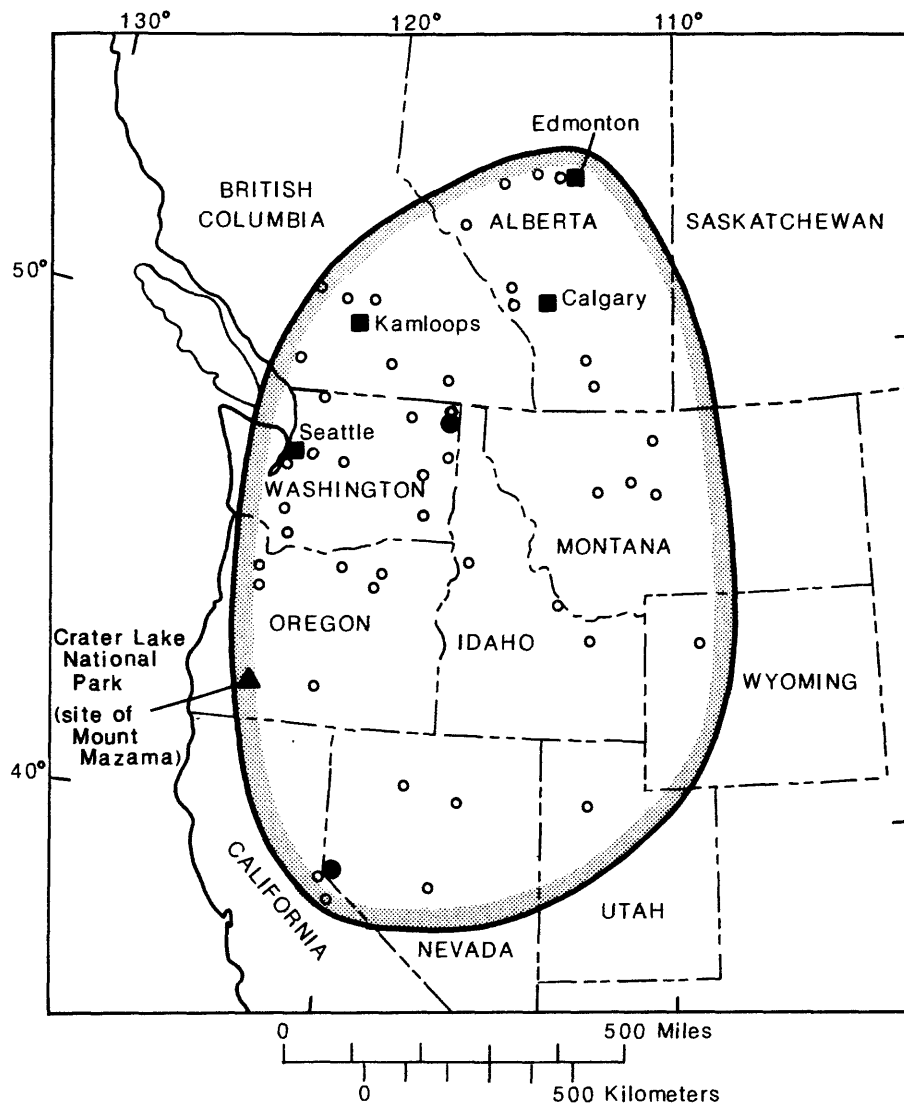 130°
120°
110°
Edmonton
BRITISH
COLUMBIA
ALBERTA
SASKATCHEWAN
50°
Calgary
Kamloops
Seattle
WASHINGTON
MONTANA
OREGON
IDAHO
Crater Lake
National
Park
(site of
Mount
Mazama)
WYOMING
40°
CALIFORNIA
UTAH
NEVADA
0 500 Miles
0 500 Kilometers